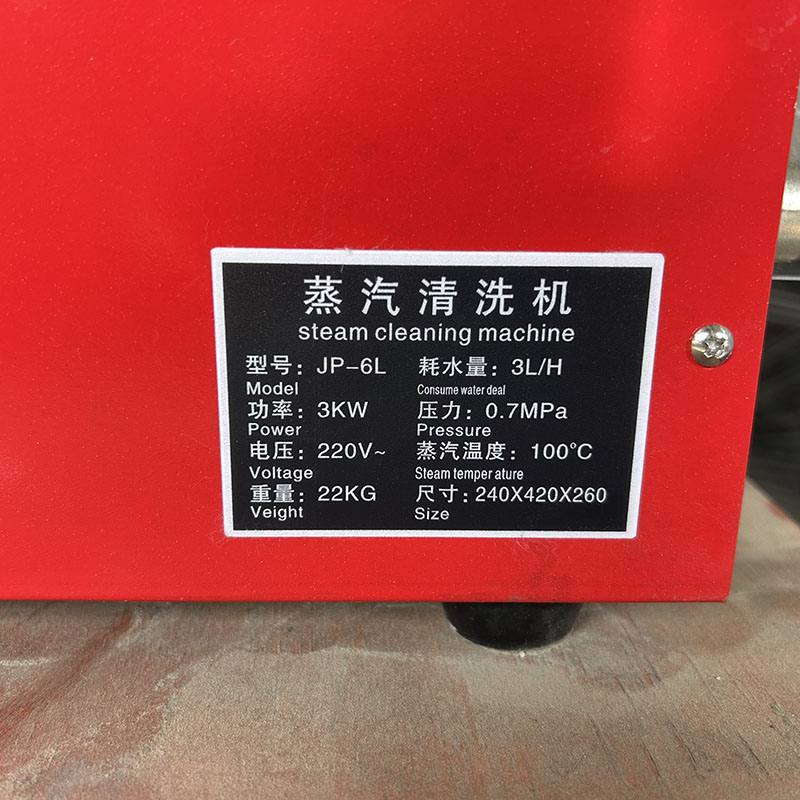 蒸汽清洗机
steam cleaning machine
型号：JP-6L 耗水量：3L/H
Model Consume water deal
功率：3KW 压力：0.7MPa
Power Pressure
电压：220V~ 蒸汽温度：100°C
Voltage Steam temper ature
重量：22KG 尺寸：240X420X260
Veight Size